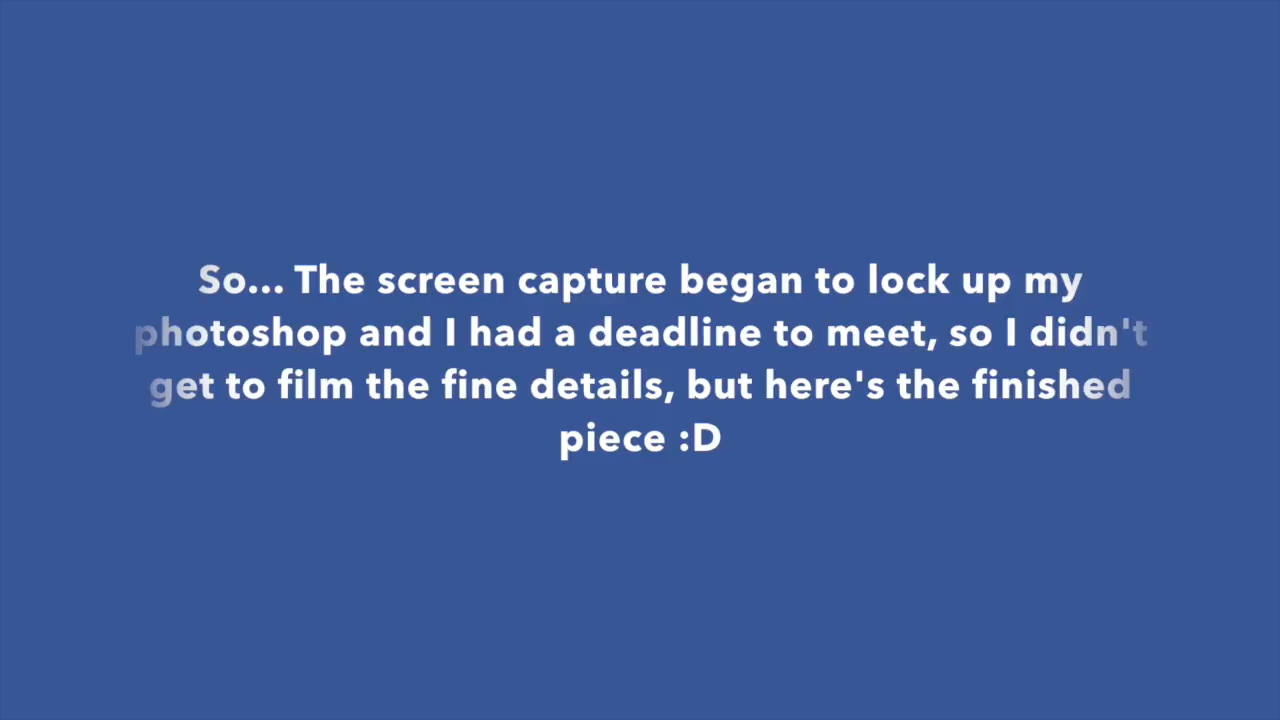 So... The screen capture began to lock up my
photoshop and I had a deadline to meet, so I didn't
get to film the fine details, but here's the finished
piece :D